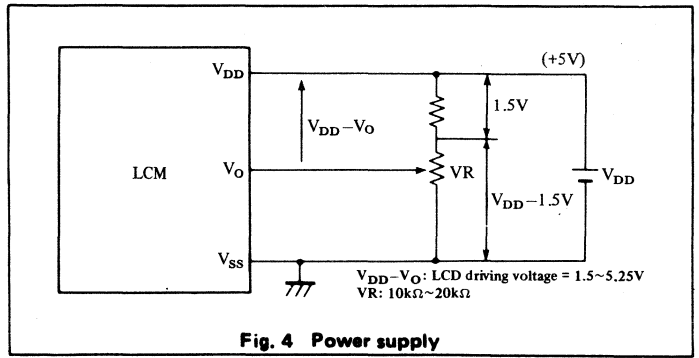 (+5V)
V_DD
1.5V
V_DD–V_O
LCM
V_O
VR
V_DD
V_DD–1.5V
V_SS
V_DD–V_O: LCD driving voltage = 1.5~5.25V
VR: 10kΩ~20kΩ
Fig. 4 Power supply